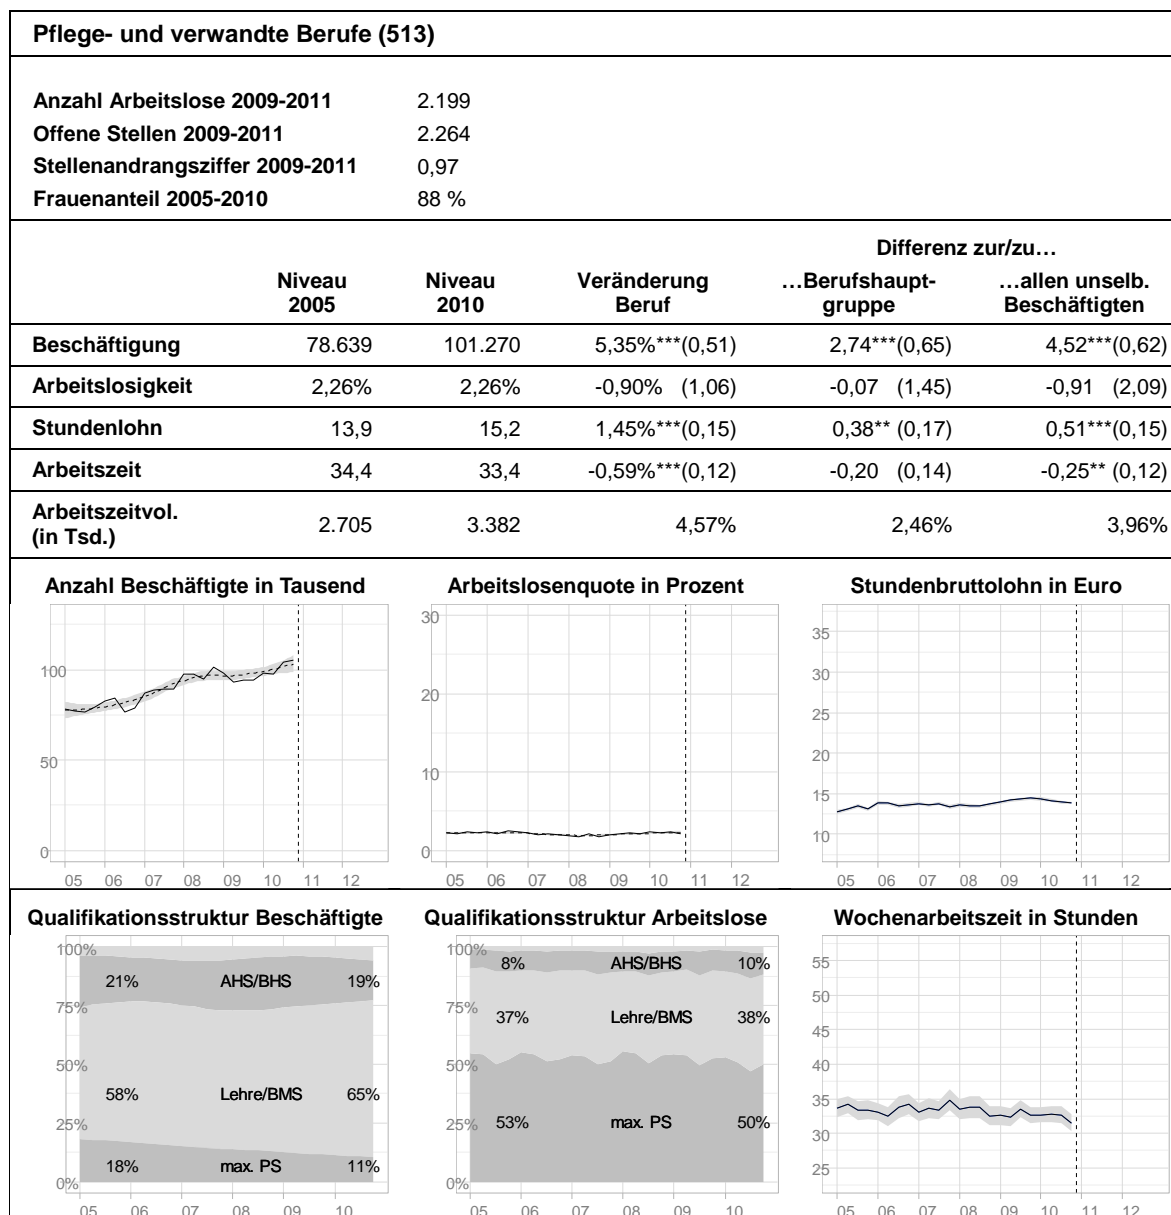 Pflege- und verwandte Berufe (513)
Anzahl Arbeitslose 2009-2011 2.199
Offene Stellen 2009-2011 2.264
Stellenandrangsziffer 2009-2011 0,97
Frauenanteil 2005-2010 88 %
Differenz zur/zu…
Niveau 2005 Niveau 2010 Veränderung Beruf …Berufshaupt-gruppe …allen unselb. Beschäftigten
Beschäftigung 78.639 101.270 5,35%***(0,51) 2,74***(0,65) 4,52***(0,62)
Arbeitslosigkeit 2,26% 2,26% -0,90% (1,06) -0,07 (1,45) -0,91 (2,09)
Stundenlohn 13,9 15,2 1,45%***(0,15) 0,38** (0,17) 0,51***(0,15)
Arbeitszeit 34,4 33,4 -0,59%***(0,12) -0,20 (0,14) -0,25** (0,12)
Arbeitszeitvol. (in Tsd.) 2.705 3.382 4,57% 2,46% 3,96%
Anzahl Beschäftigte in Tausend
100
50
0
05 06 07 08 09 10 11 12
Arbeitslosenquote in Prozent
30
20
10
0
05 06 07 08 09 10 11 12
Stundenbruttolohn in Euro
35
30
25
20
15
10
05 06 07 08 09 10 11 12
Qualifikationsstruktur Beschäftigte
100%
21% AHS/BHS 19%
75%
50%
58% Lehre/BMS 65%
25%
18% max. PS 11%
0%
05 06 07 08 09 10
Qualifikationsstruktur Arbeitslose
100%
8% AHS/BHS 10%
75%
37% Lehre/BMS 38%
50%
53% max. PS 50%
25%
0%
05 06 07 08 09 10
Wochenarbeitszeit in Stunden
55
50
45
40
35
30
25
05 06 07 08 09 10 11 12